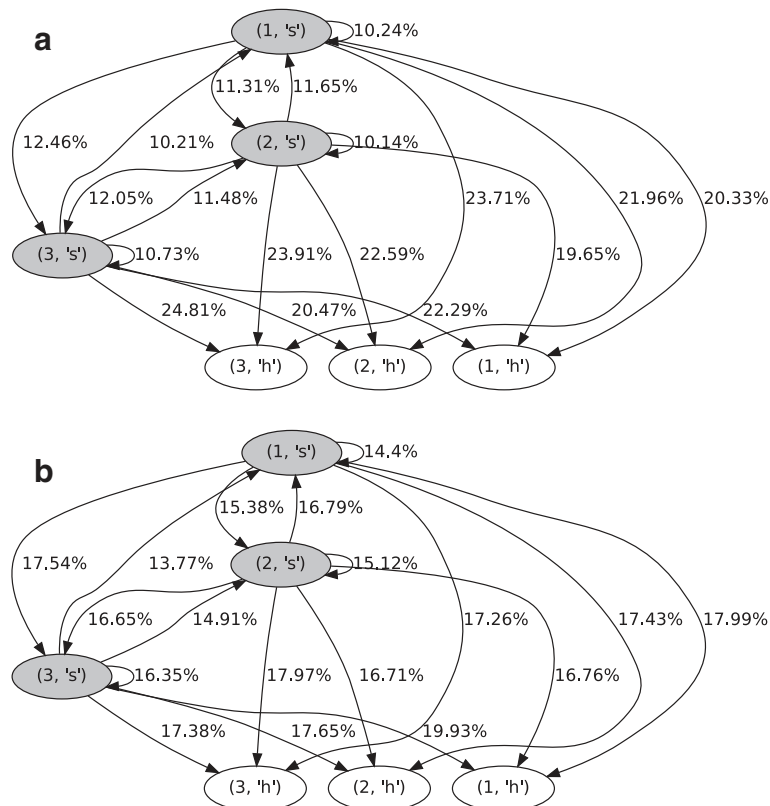 a
(1, 's')
10.24%
11.31%
11.65%
12.46%
10.21%
(2, 's')
10.14%
23.71%
21.96%
20.33%
12.05%
11.48%
(3, 's')
10.73%
23.91%
22.59%
19.65%
24.81%
20.47%
22.29%
(3, 'h')
(2, 'h')
(1, 'h')
b
(1, 's')
14.4%
15.38%
16.79%
17.54%
13.77%
(2, 's')
15.12%
17.26%
17.43%
17.99%
16.65%
14.91%
(3, 's')
16.35%
17.97%
16.71%
16.76%
17.38%
17.65%
19.93%
(3, 'h')
(2, 'h')
(1, 'h')